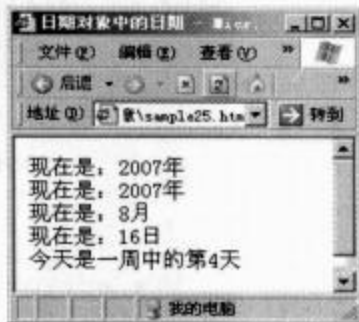 日期对象中的日期 - Micr.
文件(F) 编辑(E) 查看(V) »
后退 »
地址(D) 象\sample25.htm 转到
现在是：2007年
现在是：2007年
现在是：8月
现在是：16日
今天是一周中的第4天
我的电脑